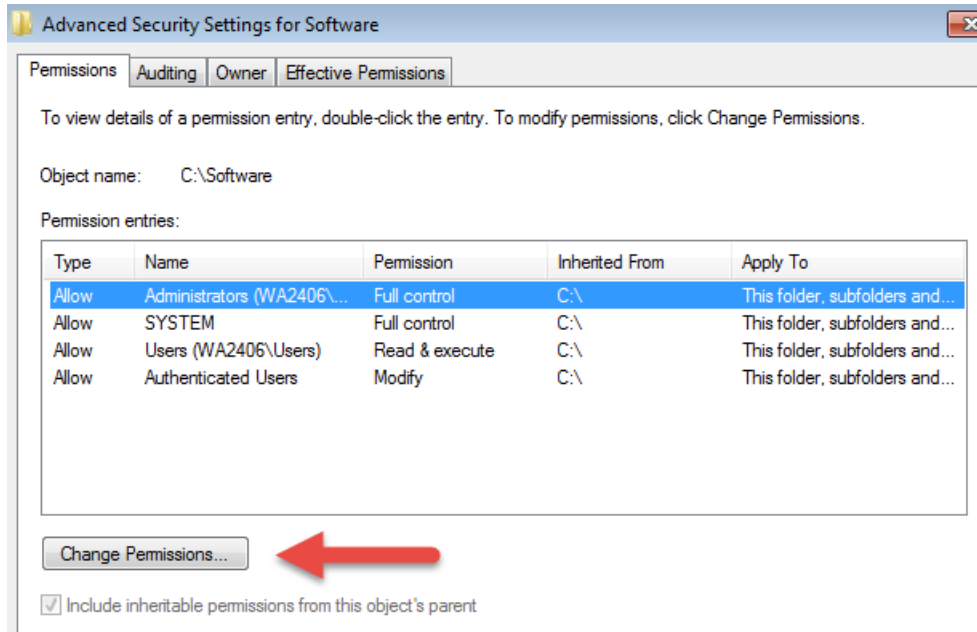 Advanced Security Settings for Software
Permissions Auditing Owner Effective Permissions
To view details of a permission entry, double-click the entry. To modify permissions, click Change Permissions.
Object name: C:\Software
Permission entries:
Type Name Permission Inherited From Apply To
Allow Administrators (WA2406\... Full control C:\ This folder, subfolders and...
Allow SYSTEM Full control C:\ This folder, subfolders and...
Allow Users (WA2406\Users) Read & execute C:\ This folder, subfolders and...
Allow Authenticated Users Modify C:\ This folder, subfolders and...
Change Permissions...
Include inheritable permissions from this object's parent